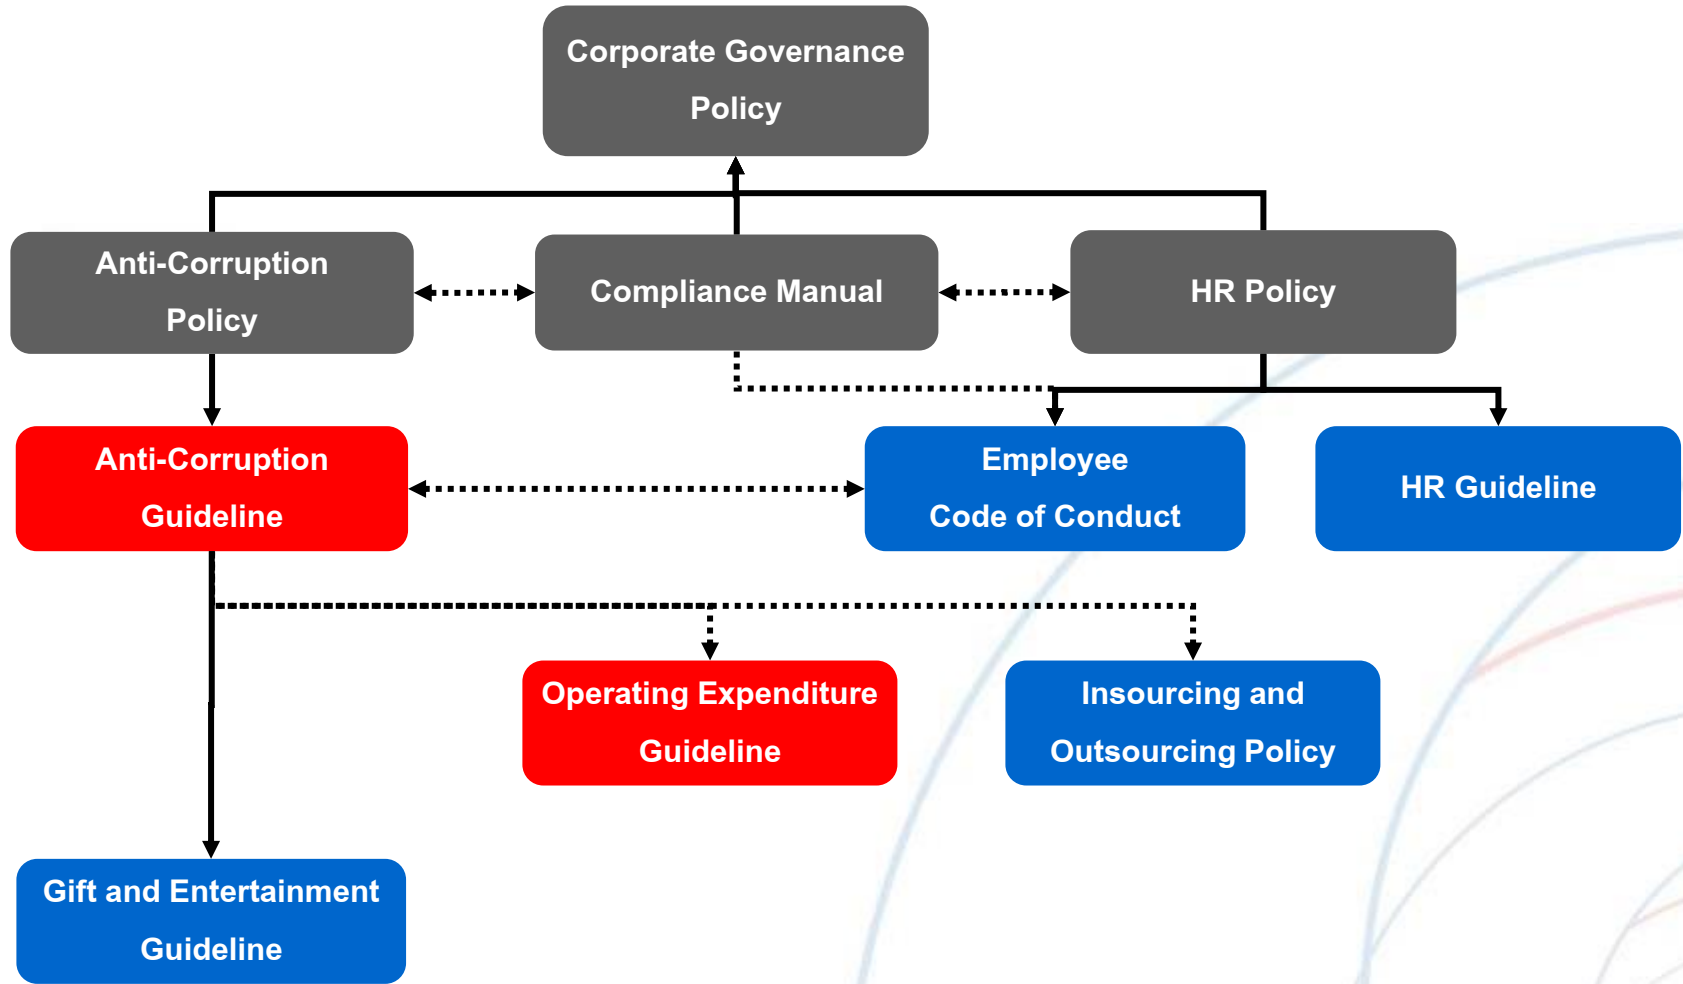 Corporate Governance
Policy
Anti-Corruption
Policy
Compliance Manual
HR Policy
Anti-Corruption
Guideline
Employee
Code of Conduct
HR Guideline
Operating Expenditure
Guideline
Insourcing and
Outsourcing Policy
Gift and Entertainment
Guideline